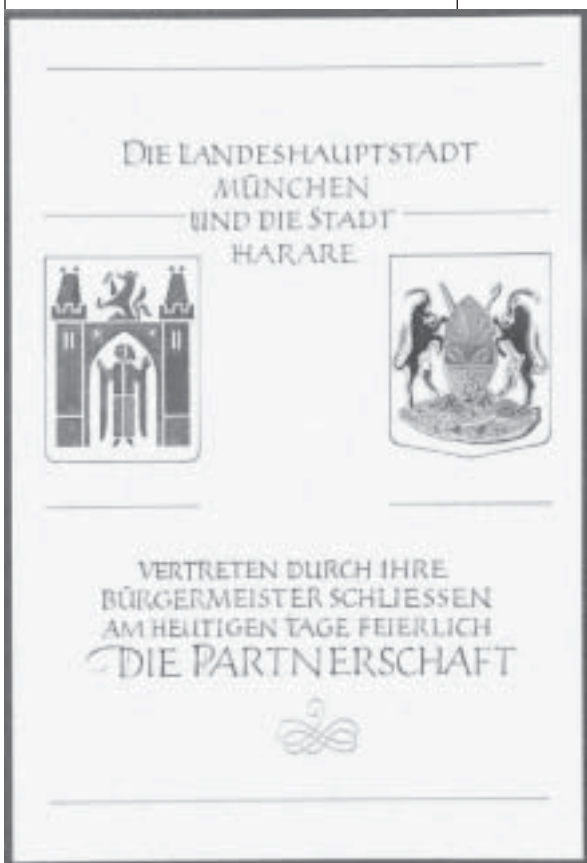 DIE LANDESHAUPTSTADT
MÜNCHEN
UND DIE STADT
HARARE
VERTRETEN DURCH IHRE
BÜRGERMEISTER SCHLIESSEN
AM HEUTIGEN TAGE FEIERLICH
DIE PARTNERSCHAFT